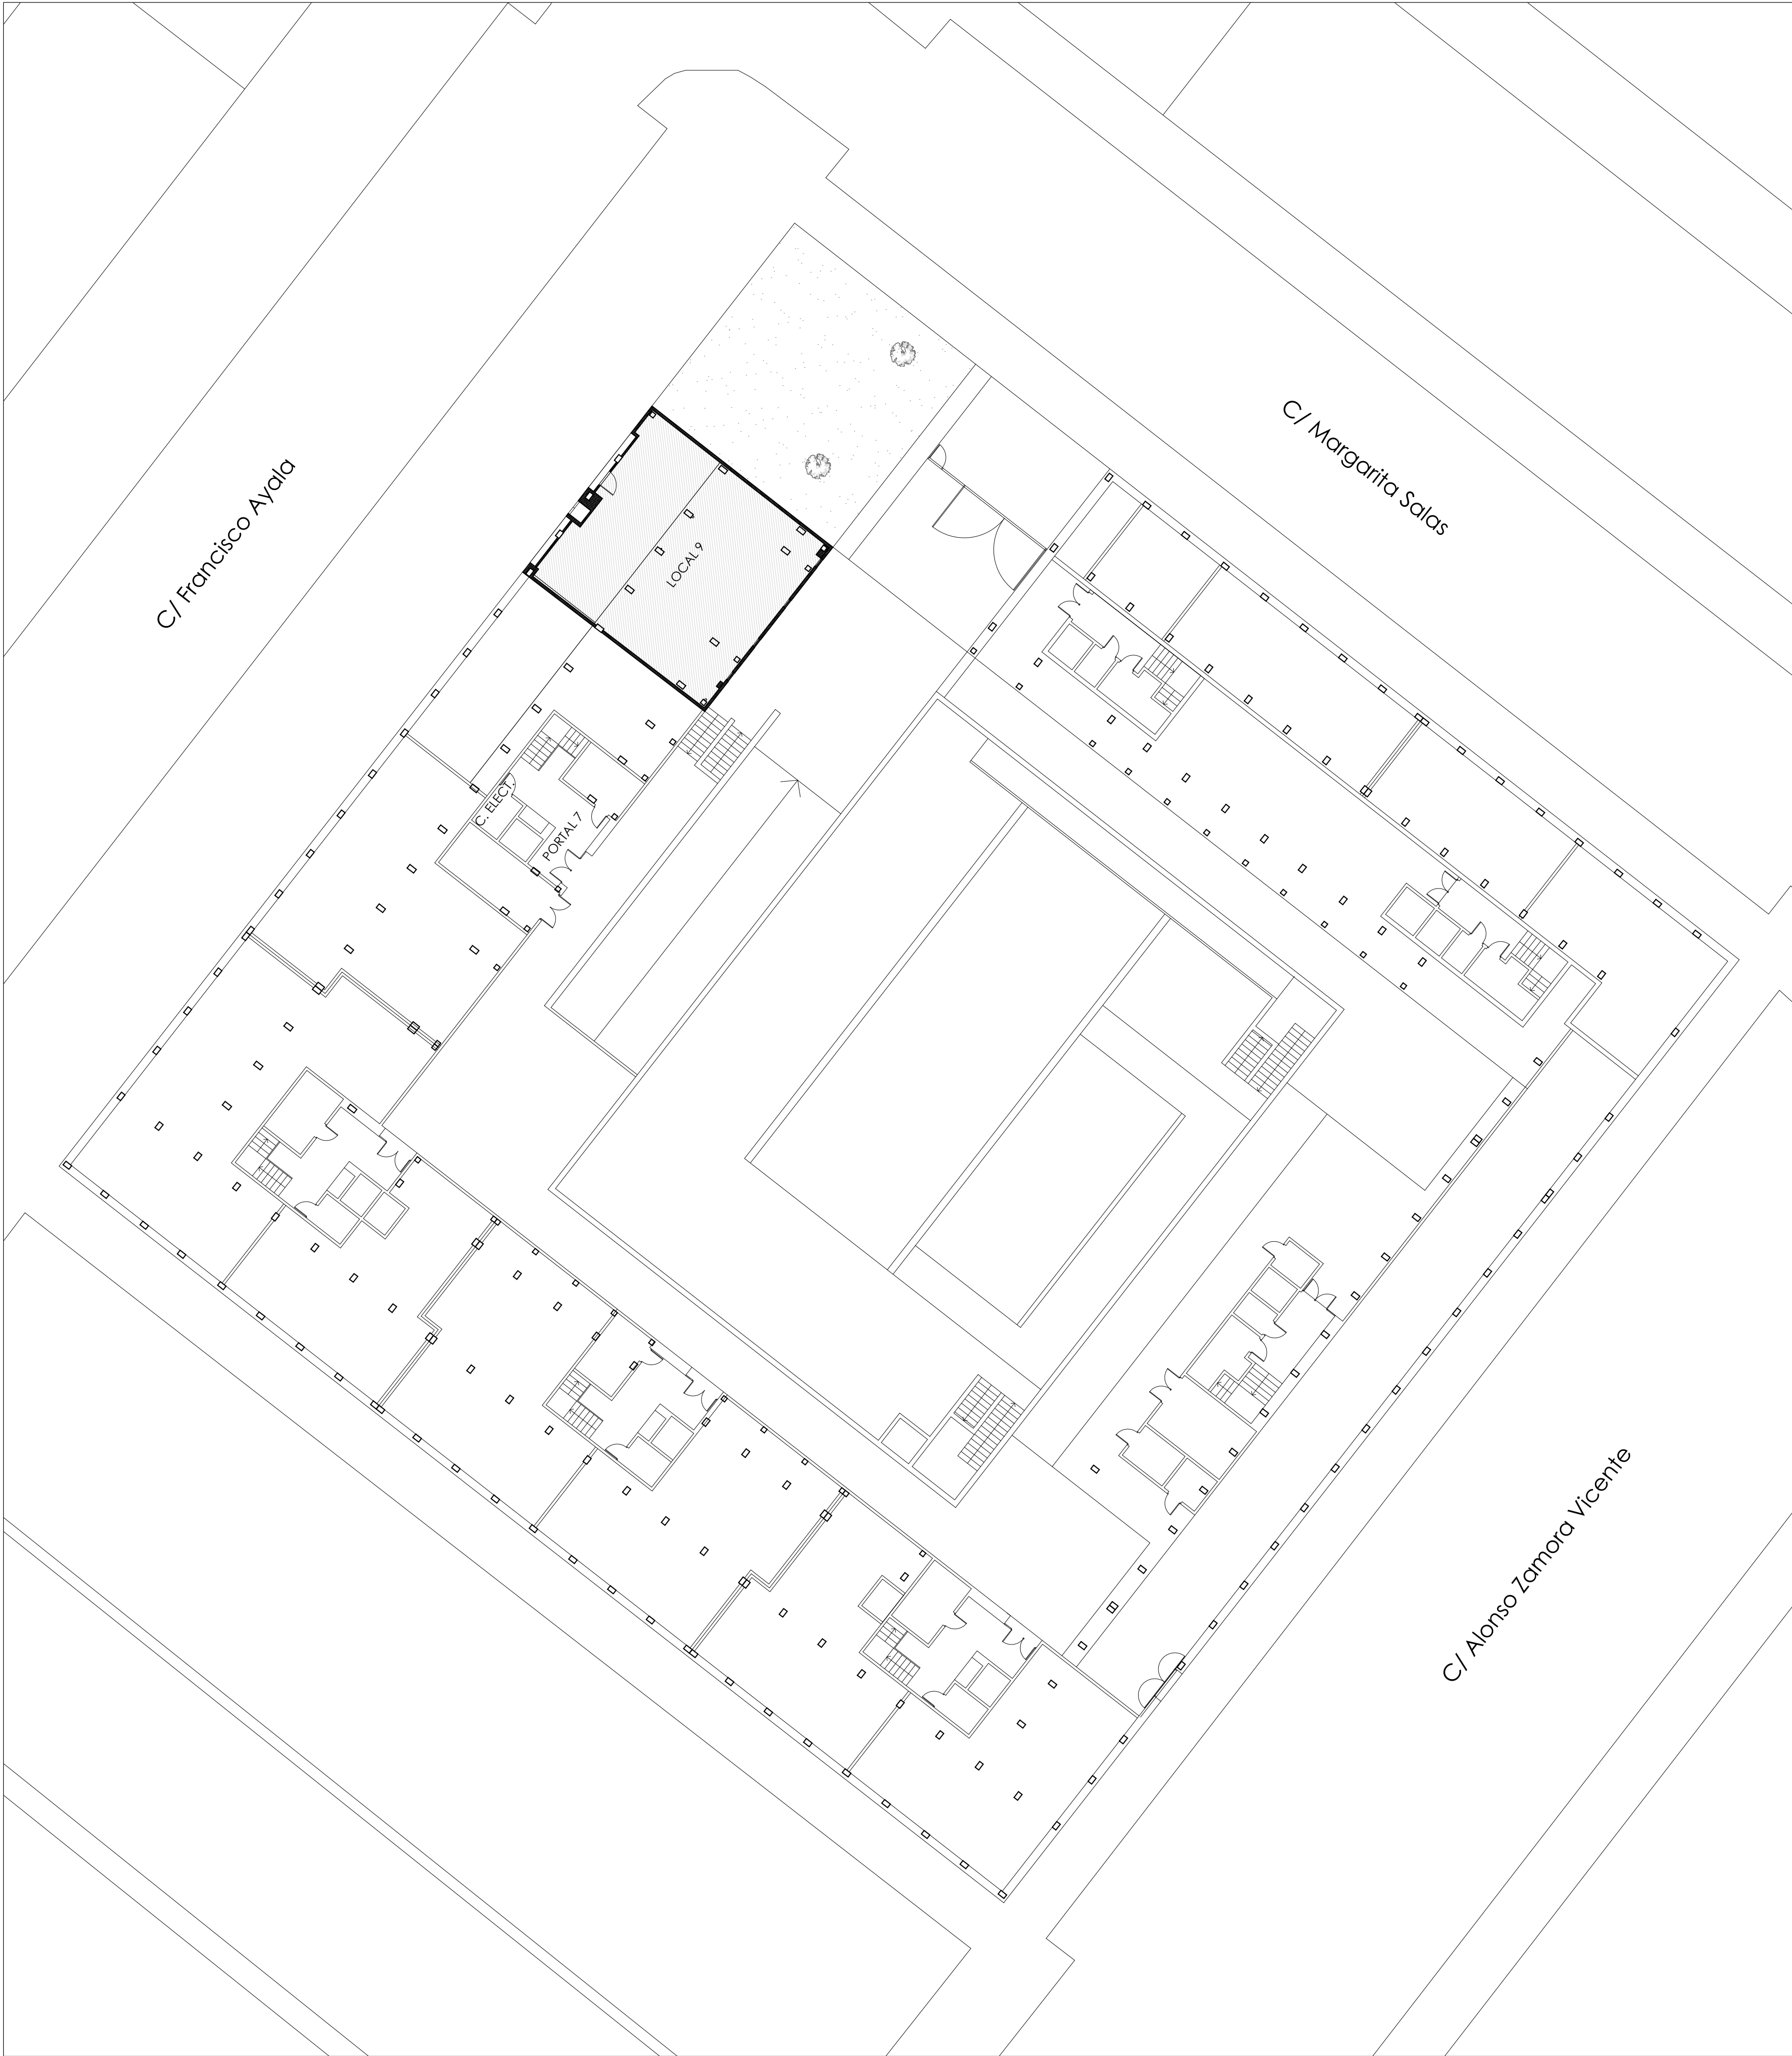 C/ Margarita Salas
C/ Francisco Ayala
LOCAL 9
C. ELECT.
PORTAL 7
C/ Alonso Zamora Vicente